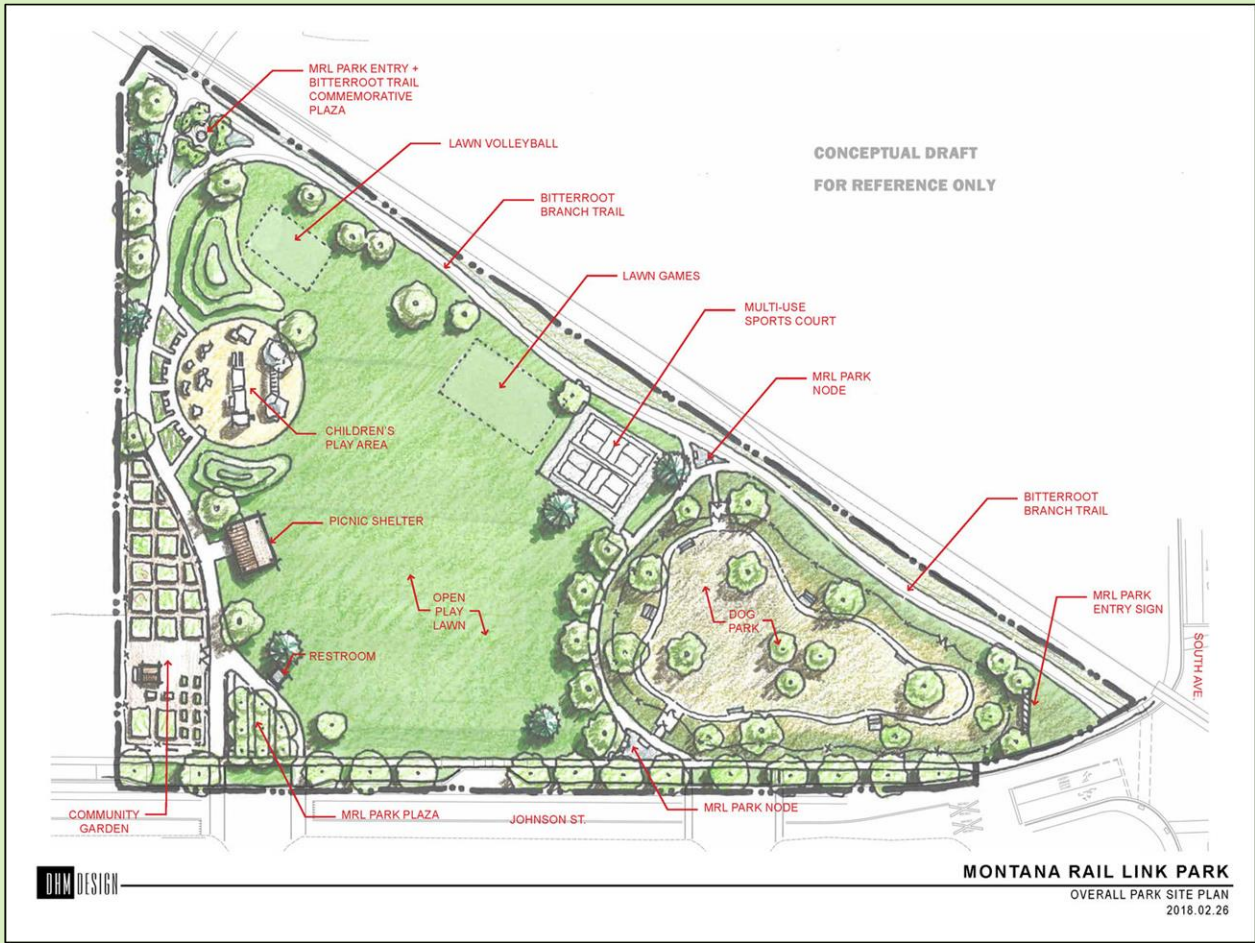 MRL PARK ENTRY +
BITTERROOT TRAIL
COMMEMORATIVE
PLAZA
LAWN VOLLEYBALL
CONCEPTUAL DRAFT
FOR REFERENCE ONLY
BITTERROOT
BRANCH TRAIL
LAWN GAMES
MULTI-USE
SPORTS COURT
MRL PARK
NODE
CHILDREN'S
PLAY AREA
PICNIC SHELTER
BITTERROOT
BRANCH TRAIL
OPEN
PLAY
LAWN
DOG
PARK
MRL PARK
ENTRY SIGN
SOUTH AVE.
RESTROOM
COMMUNITY
GARDEN
MRL PARK PLAZA
JOHNSON ST.
MRL PARK NODE
DHM DESIGN
MONTANA RAIL LINK PARK
OVERALL PARK SITE PLAN
2018.02.26